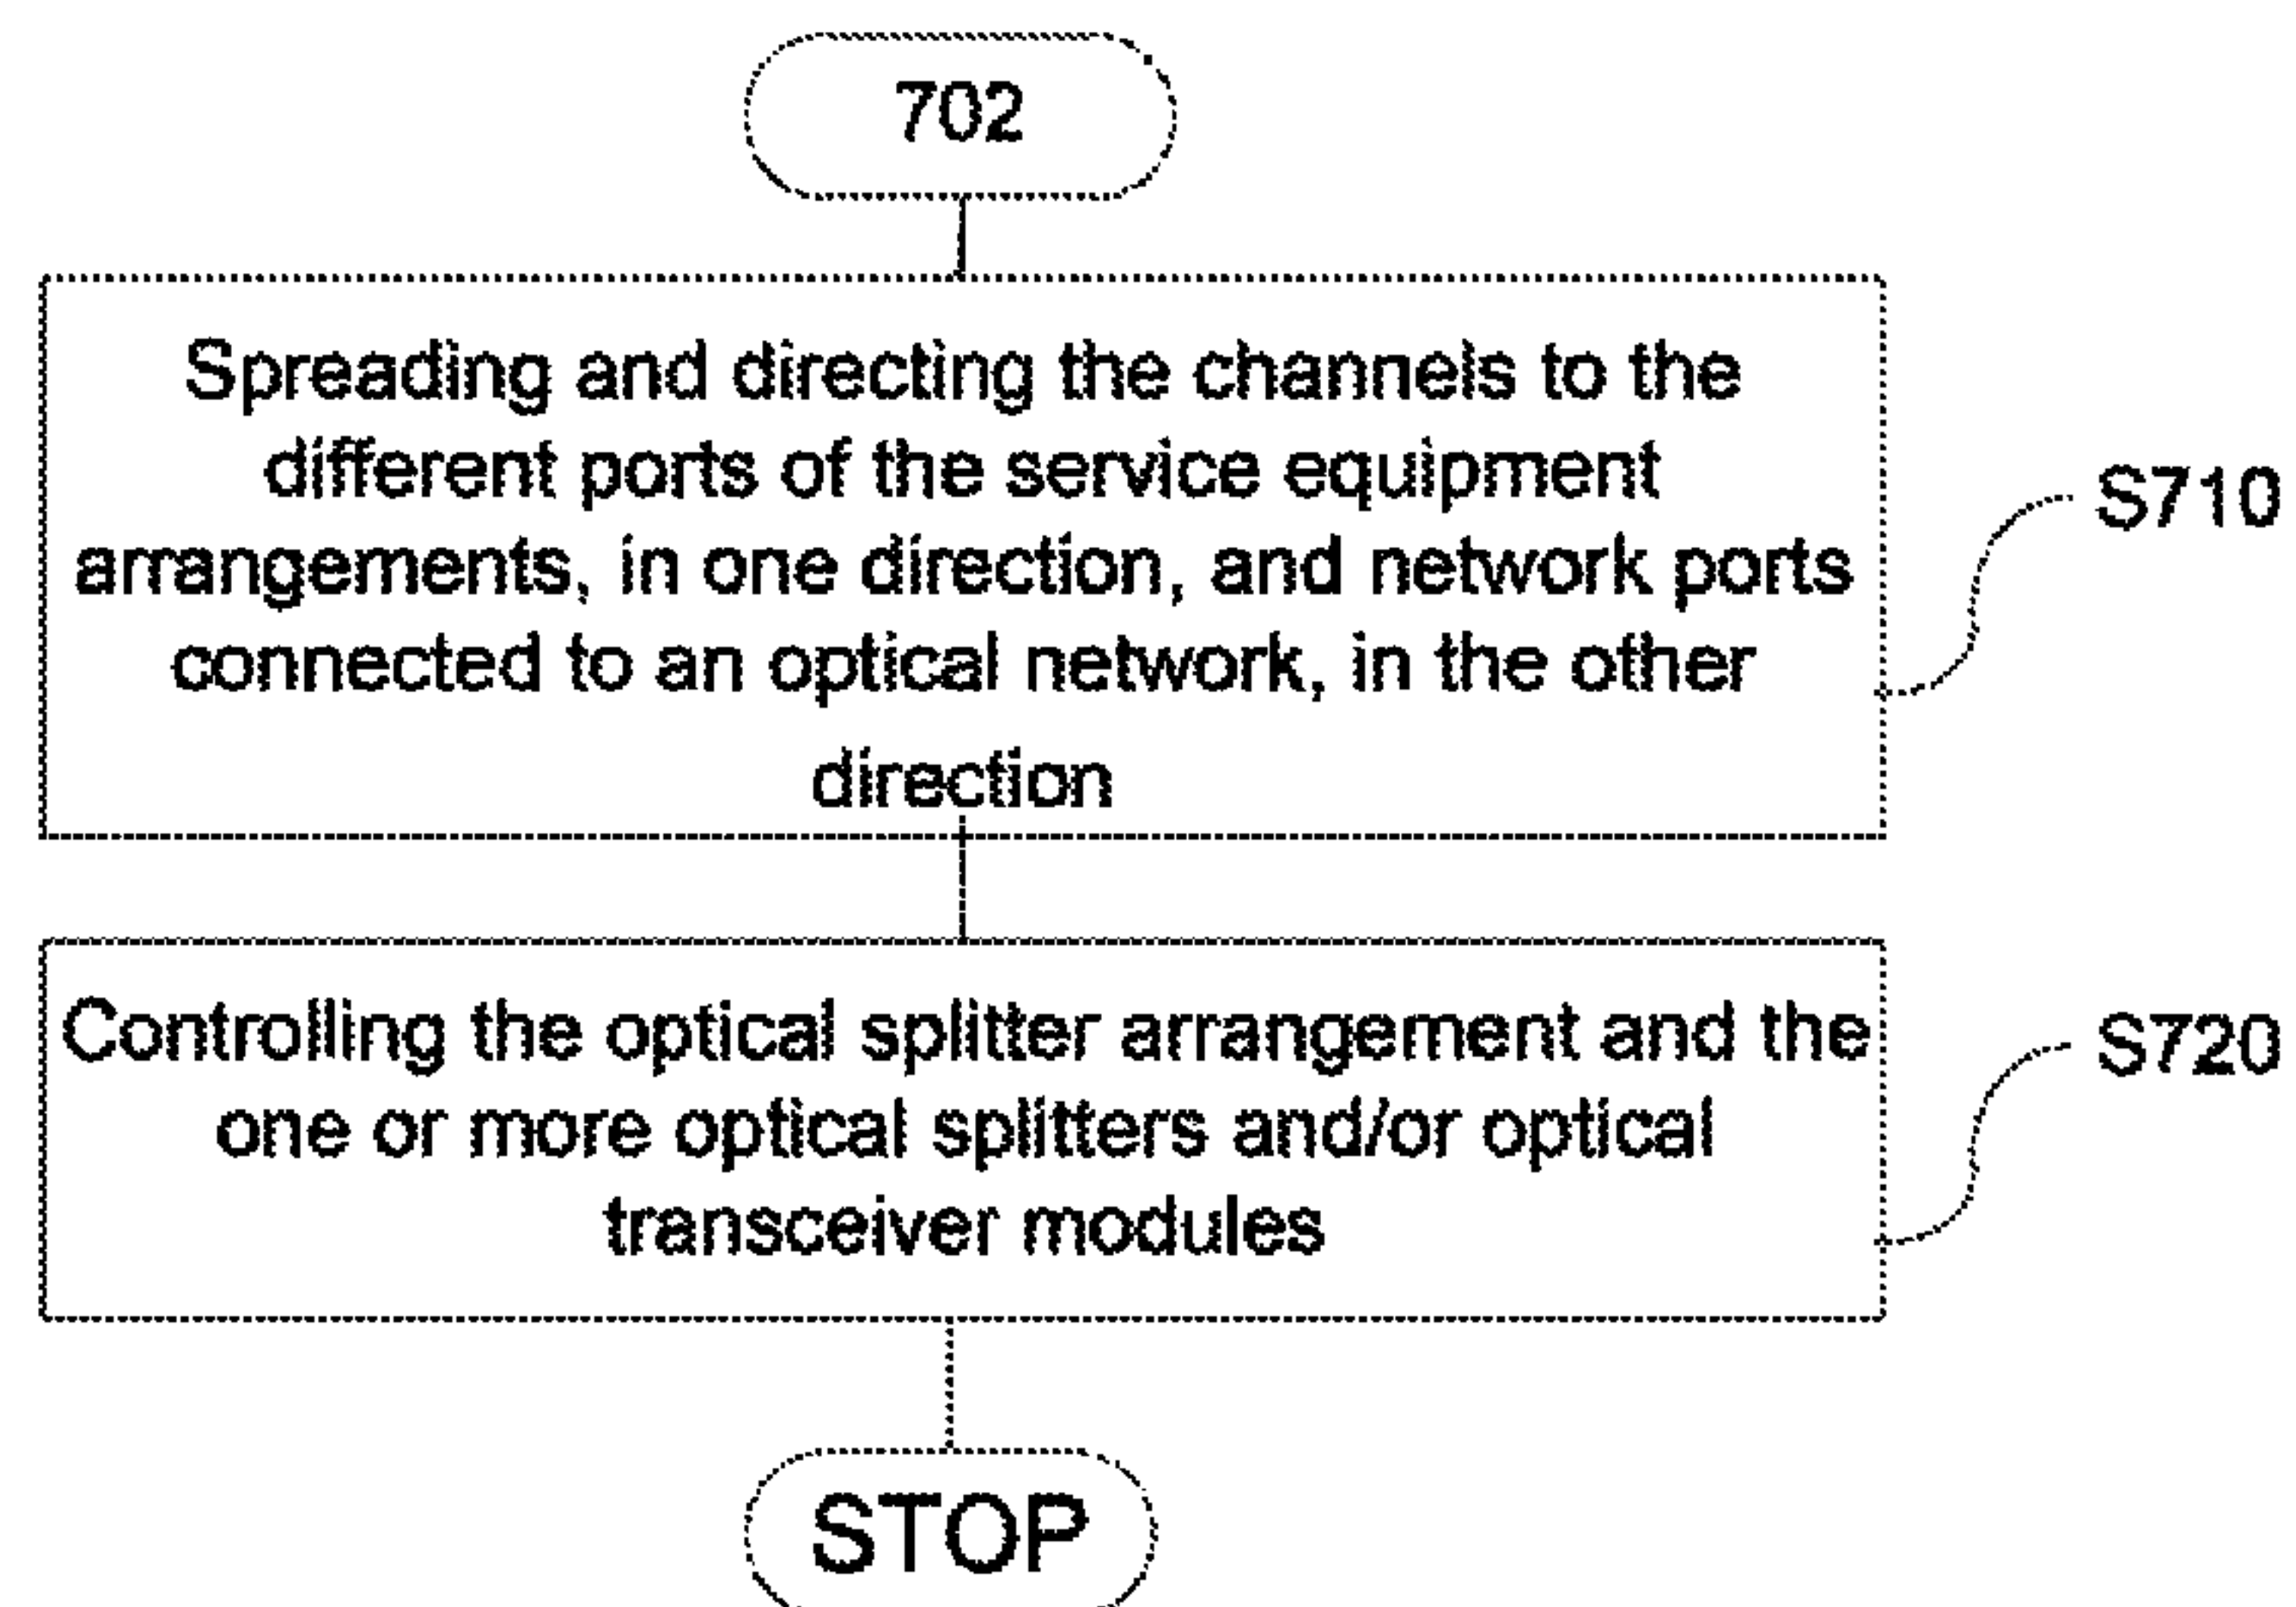 702
Spreading and directing the channels to the
different ports of the service equipment
arrangements, in one direction, and network ports
connected to an optical network, in the other
direction
S710
Controlling the optical splitter arrangement and the
one or more optical splitters and/or optical
transceiver modules
S720
STOP